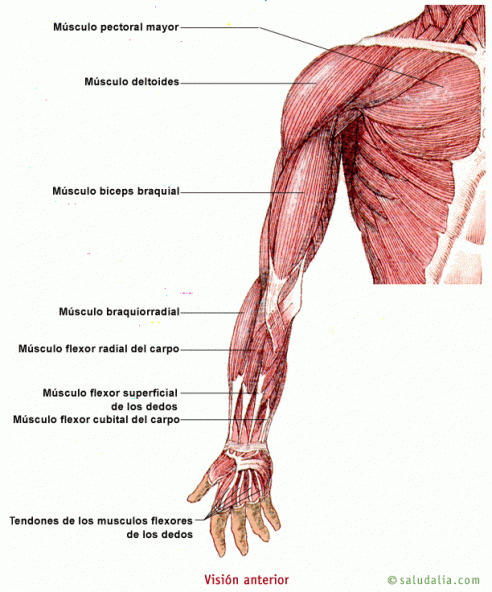 Músculo pectoral mayor
Músculo deltoides
Músculo biceps braquial
Músculo braquiorradial
Músculo flexor radial del carpo
Músculo flexor superficial
de los dedos
Músculo flexor cubital del carpo
Tendones de los musculos flexores
de los dedos
Visión anterior
© saludalia.com